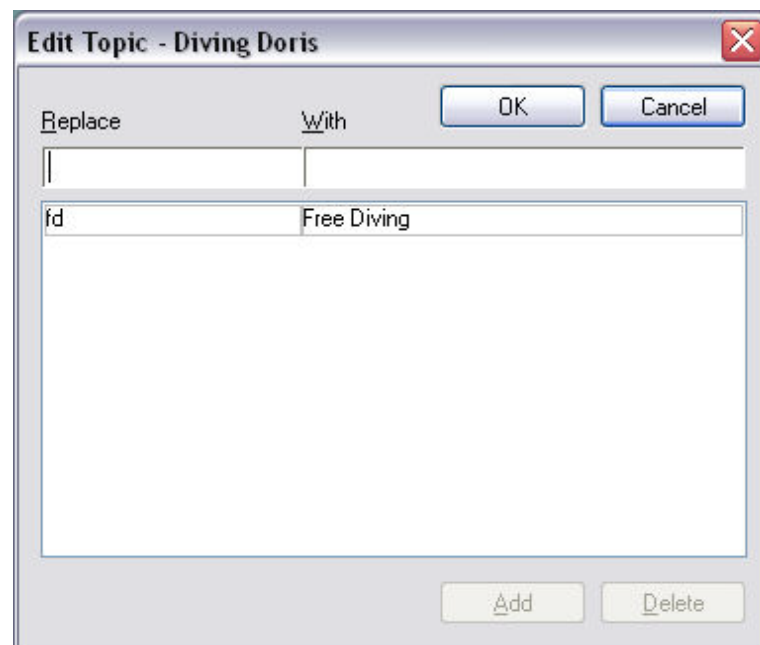 Edit Topic - Diving Doris
OK Cancel
Replace With
fd Free Diving
Add Delete